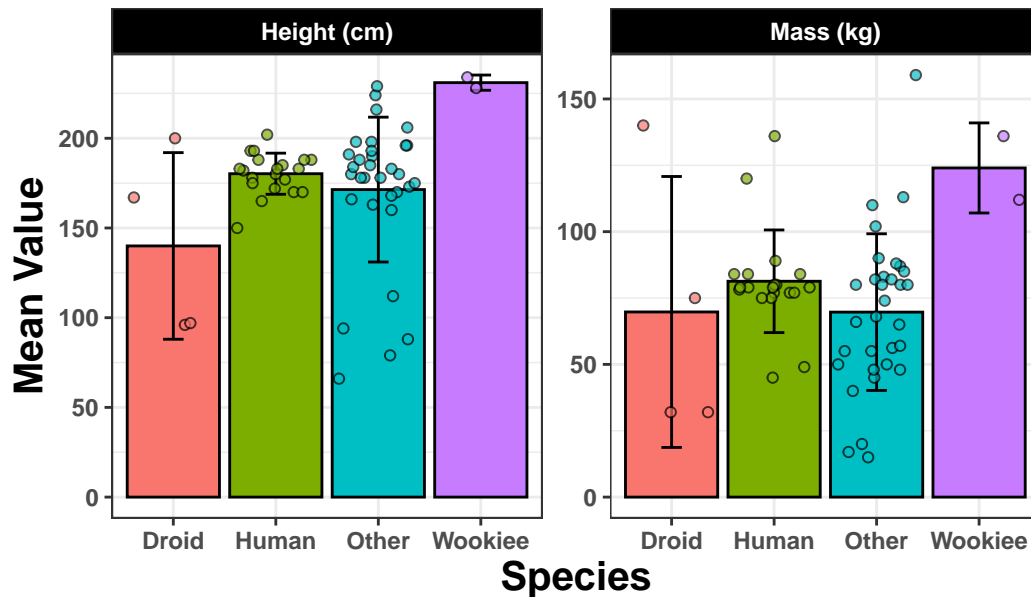 Height (cm)
Mass (kg)
Mean Value
200
150
100
50
0
150
100
50
0
Droid Human Other Wookiee
Droid Human Other Wookiee
Species